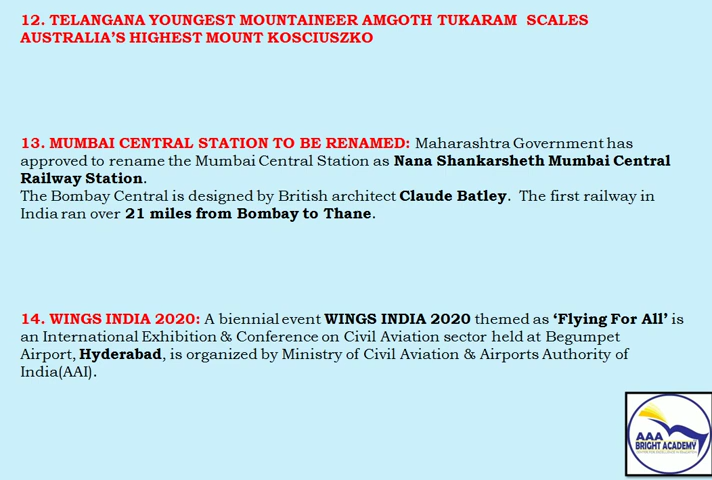 12. TELANGANA YOUNGEST MOUNTAINEER AMGOTH TUKARAM  SCALES
AUSTRALIA'S HIGHEST MOUNT KOSCIUSZKO
13. MUMBAI CENTRAL STATION TO BE RENAMED: Maharashtra Government has
approved to rename the Mumbai Central Station as Nana Shankarsheth Mumbai Central
Railway Station.
The Bombay Central is designed by British architect Claude Batley.  The first railway in
India ran over 21 miles from Bombay to Thane.
14. WINGS INDIA 2020: A biennial event WINGS INDIA 2020 themed as ‘Flying For All’ is
an International Exhibition & Conference on Civil Aviation sector held at Begumpet
Airport, Hyderabad, is organized by Ministry of Civil Aviation & Airports Authority of
India(AAI).
AAA
BRIGHT ACADEMY